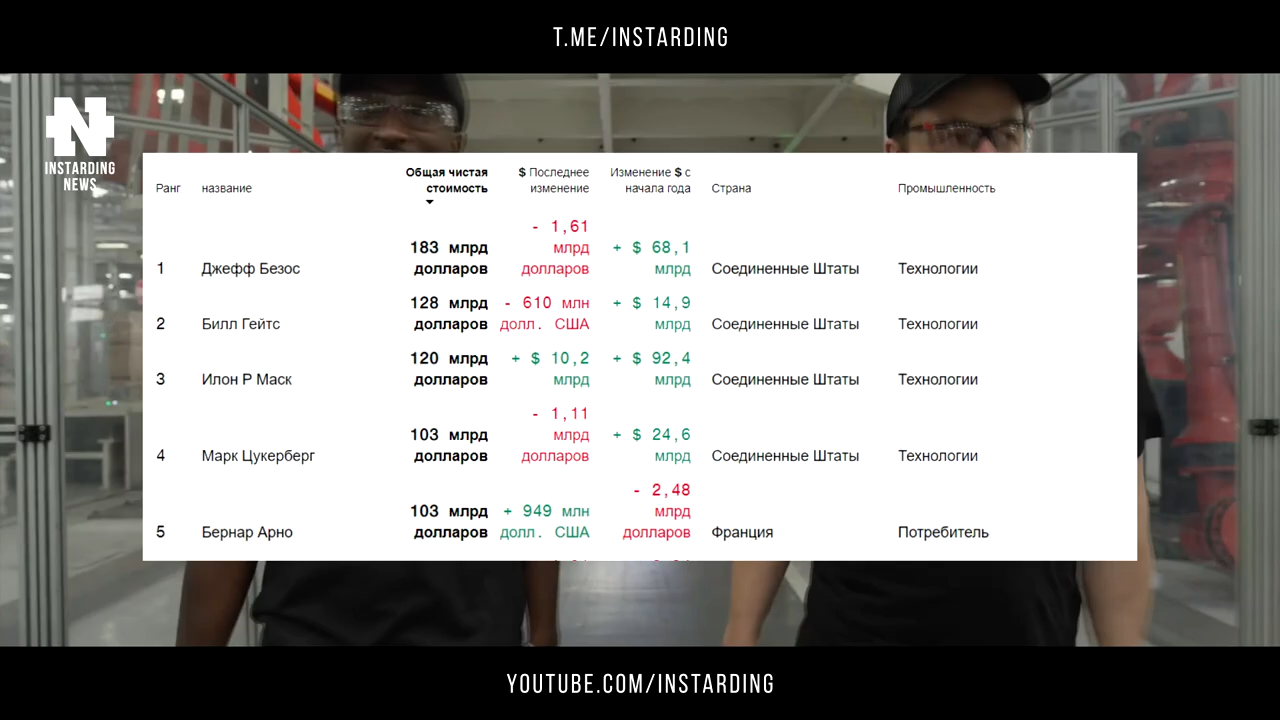 T.ME/INSTARDING
INSTARDING
NEWS
Ранг название Общая чистая стоимость $ Последнее изменение Изменение $ с начала года Страна Промышленность
1 Джефф Безос 183 млрд долларов - 1,61 млрд долларов + $ 68,1 млрд Соединенные Штаты Технологии
2 Билл Гейтс 128 млрд долларов - 610 млн долл. США + $ 14,9 млрд Соединенные Штаты Технологии
3 Илон Р Маск 120 млрд долларов + $ 10,2 млрд + $ 92,4 млрд Соединенные Штаты Технологии
4 Марк Цукерберг 103 млрд долларов - 1,11 млрд долларов + $ 24,6 млрд Соединенные Штаты Технологии
5 Бернар Арно 103 млрд долларов + 949 млн долл. США - 2,48 млрд долларов Франция Потребитель
YOUTUBE.COM/INSTARDING